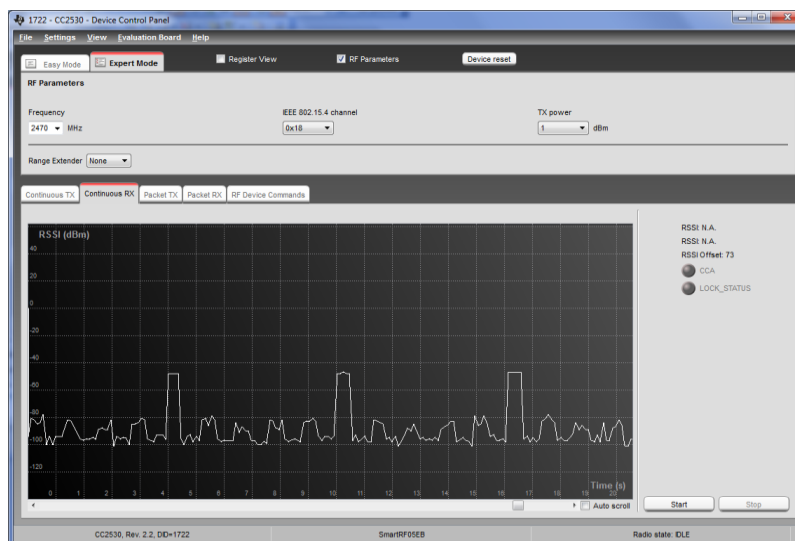 1722 - CC2530 - Device Control Panel
File Settings View Evaluation Board Help
Easy Mode Expert Mode Register View RF Parameters Device reset
RF Parameters
Frequency IEEE 802.15.4 channel TX power
2470 MHz 0x18 1 dBm
Range Extender None
Continuous TX Continuous RX Packet TX Packet RX RF Device Commands
RSSI (dBm)
40
20
0
-20
-40
-60
-80
-100
-120
Time (s)
0 1 2 3 4 5 6 7 8 9 10 11 12 13 14 15 16 17 18 19 20
Auto scroll
RSSI: N.A.
RSSI: N.A.
RSSI Offset: 73
CCA
LOCK_STATUS
Start Stop
CC2530, Rev. 2.2, DID=1722 SmartRF05EB Radio state: IDLE